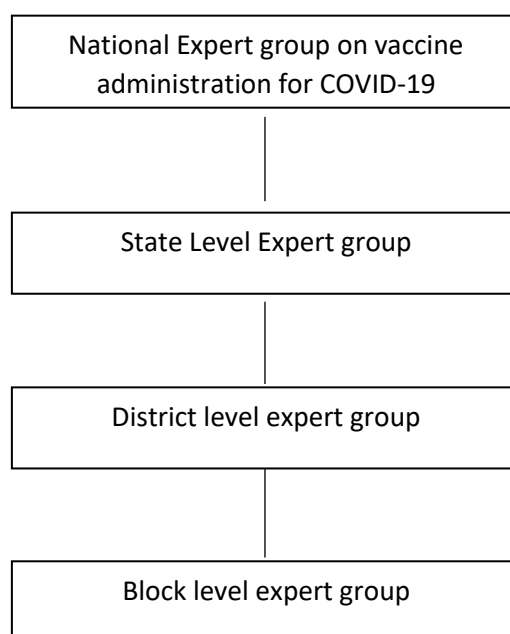 National Expert group on vaccine
administration for COVID-19
State Level Expert group
District level expert group
Block level expert group